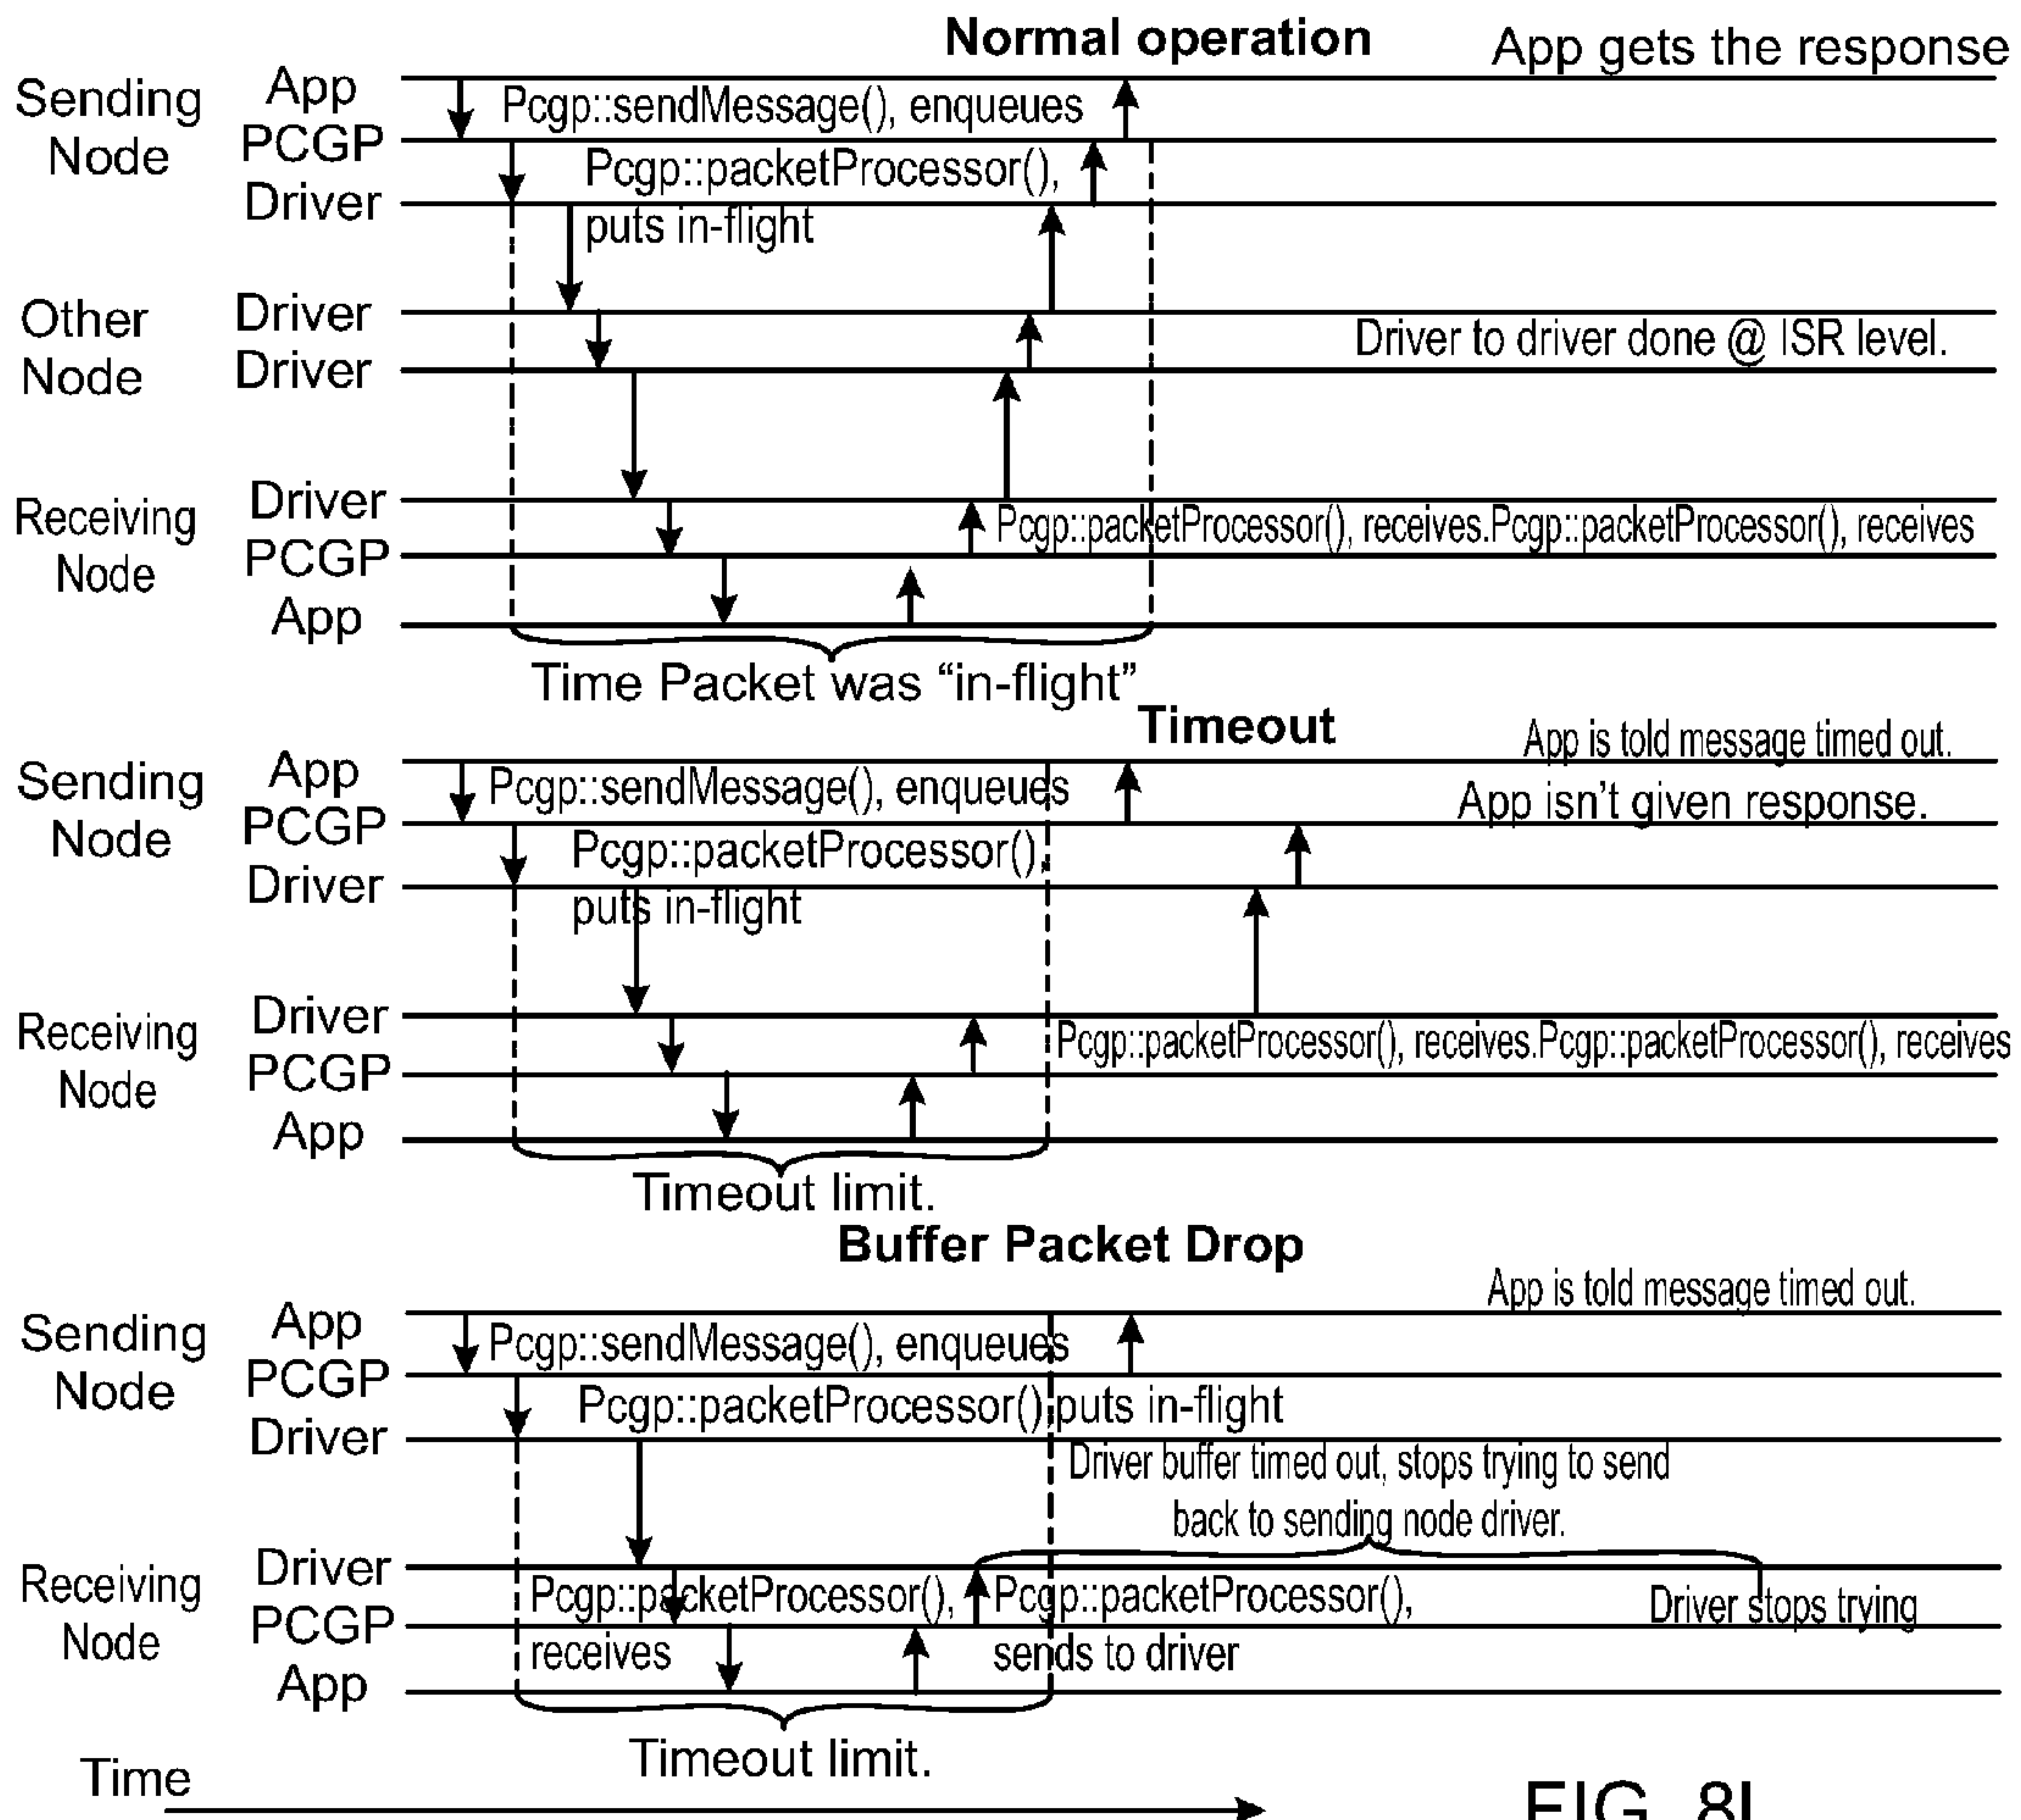 Normal operation
App gets the response
Sending
Node
App
PCGP
Driver
Pcgp::sendMessage(), enqueues
Pcgp::packetProcessor(),
puts in-flight
Other
Node
Driver
Driver
Driver to driver done @ ISR level.
Receiving
Node
Driver
PCGP
App
Pcgp::packetProcessor(), receives.Pcgp::packetProcessor(), receives
Time Packet was “in-flight”
Timeout
App is told message timed out.
Sending
Node
App
PCGP
Driver
Pcgp::sendMessage(), enqueues
App isn’t given response.
Pcgp::packetProcessor(),
puts in-flight
Receiving
Node
Driver
PCGP
App
Pcgp::packetProcessor(), receives.Pcgp::packetProcessor(), receives
Timeout limit.
Buffer Packet Drop
App is told message timed out.
Sending
Node
App
PCGP
Driver
Pcgp::sendMessage(), enqueues
Pcgp::packetProcessor(),puts in-flight
Driver buffer timed out, stops trying to send
back to sending node driver.
Receiving
Node
Driver
PCGP
App
Pcgp::packetProcessor(),
receives
Pcgp::packetProcessor(),
sends to driver
Driver stops trying
Timeout limit.
Time